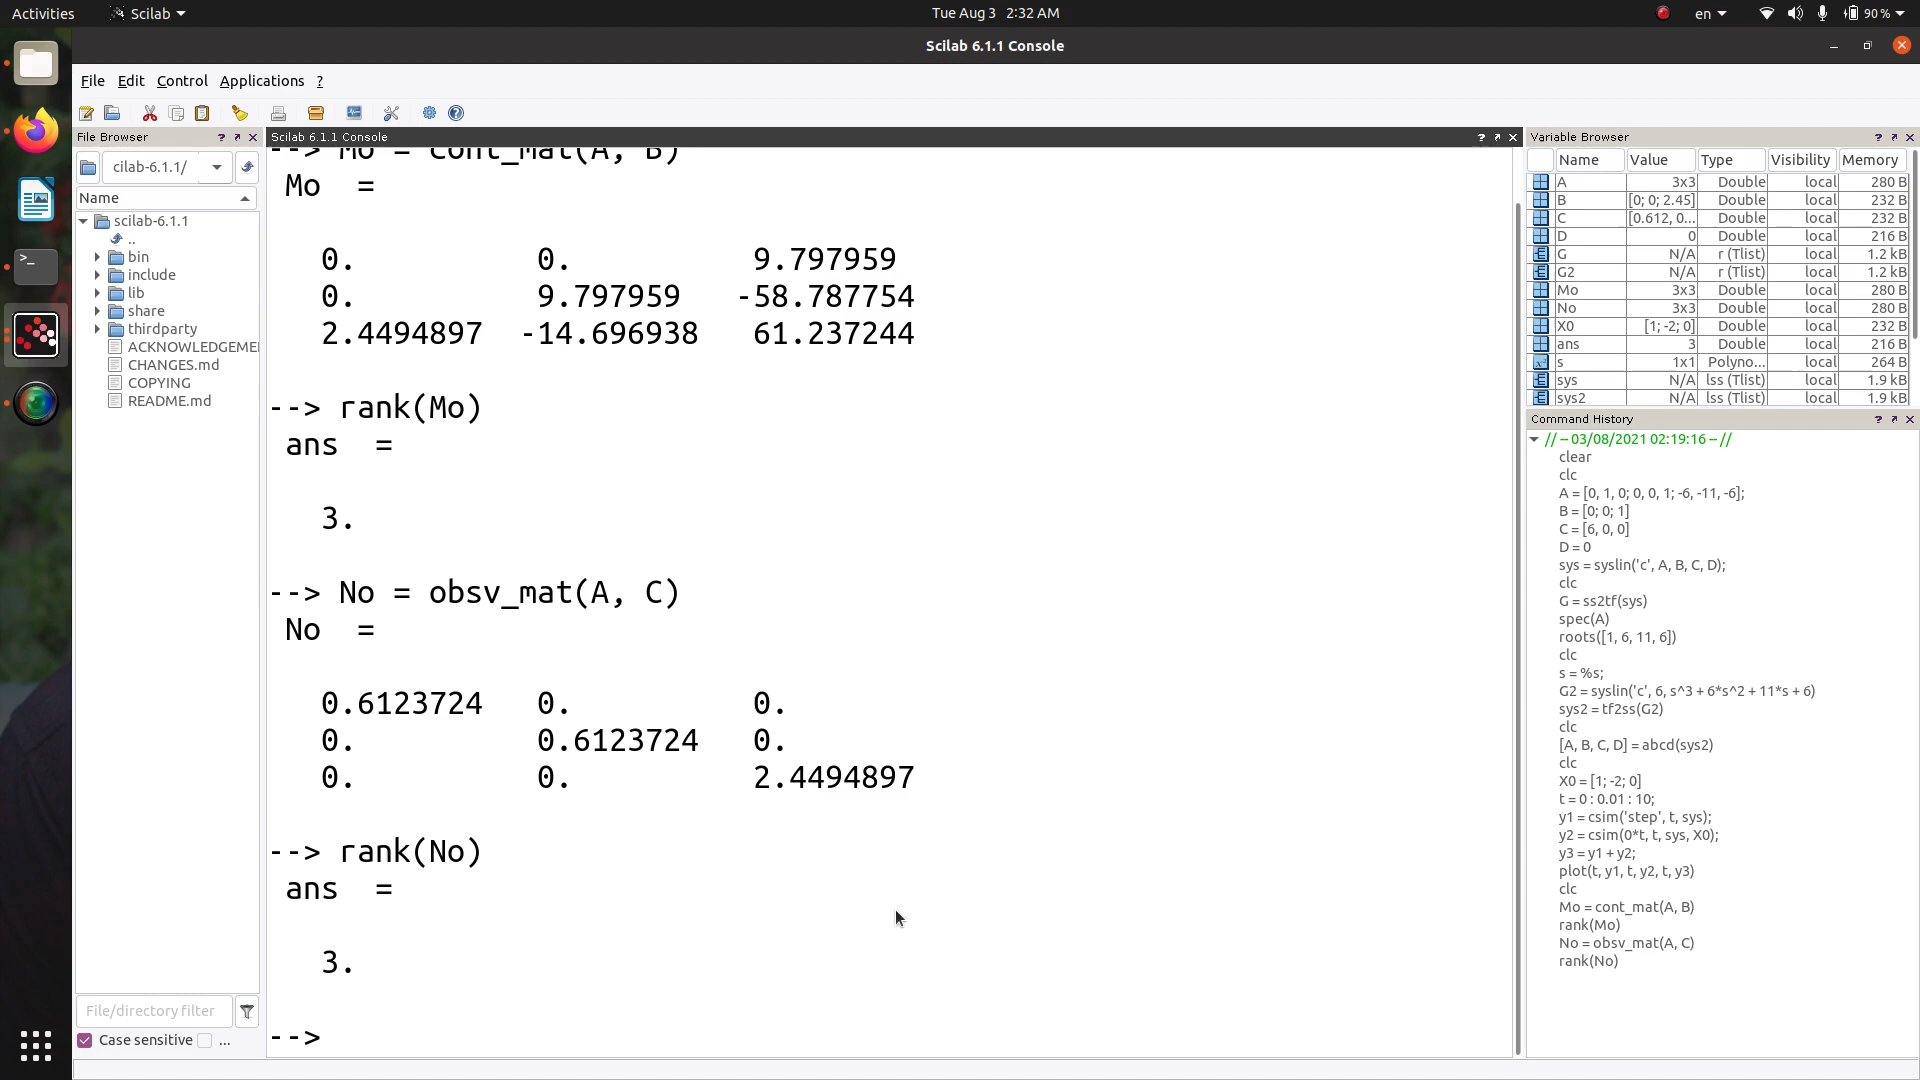 Activities
Scilab
Tue Aug 3 2:32 AM
en
90 %
Scilab 6.1.1 Console
File Edit Control Applications ?
File Browser ?
cilab-6.1.1/
Name
scilab-6.1.1
..
bin
include
lib
share
thirdparty
ACKNOWLEDGEME
CHANGES.md
COPYING
README.md
File/directory filter
Case sensitive ...
Scilab 6.1.1 Console ?
--> Mo = cont_mat(A, B)
Mo =
0. 0. 9.797959
0. 9.797959 -58.787754
2.4494897 -14.696938 61.237244
--> rank(Mo)
ans =
3.
--> No = obsv_mat(A, C)
No =
0.6123724 0. 0.
0. 0.6123724 0.
0. 0. 2.4494897
--> rank(No)
ans =
3.
-->
Variable Browser ?
Name Value Type Visibility Memory
A 3x3 Double local 280 B
B [0; 0; 2.45] Double local 232 B
C [0.612, 0... Double local 232 B
D 0 Double local 216 B
G N/A r (Tlist) local 1.2 kB
G2 N/A r (Tlist) local 1.2 kB
Mo 3x3 Double local 280 B
No 3x3 Double local 280 B
X0 [1; -2; 0] Double local 232 B
ans 3 Double local 216 B
s 1x1 Polyno... local 264 B
sys N/A lss (Tlist) local 1.9 kB
sys2 N/A lss (Tlist) local 1.9 kB
Command History ?
// -- 03/08/2021 02:19:16 -- //
clear
clc
A = [0, 1, 0; 0, 0, 1; -6, -11, -6];
B = [0; 0; 1]
C = [6, 0, 0]
D = 0
sys = syslin('c', A, B, C, D);
clc
G = ss2tf(sys)
spec(A)
roots([1, 6, 11, 6])
clc
s = %s;
G2 = syslin('c', 6, s^3 + 6*s^2 + 11*s + 6)
sys2 = tf2ss(G2)
clc
[A, B, C, D] = abcd(sys2)
clc
X0 = [1; -2; 0]
t = 0 : 0.01 : 10;
y1 = csim('step', t, sys);
y2 = csim(0*t, t, sys, X0);
y3 = y1 + y2;
plot(t, y1, t, y2, t, y3)
clc
Mo = cont_mat(A, B)
rank(Mo)
No = obsv_mat(A, C)
rank(No)